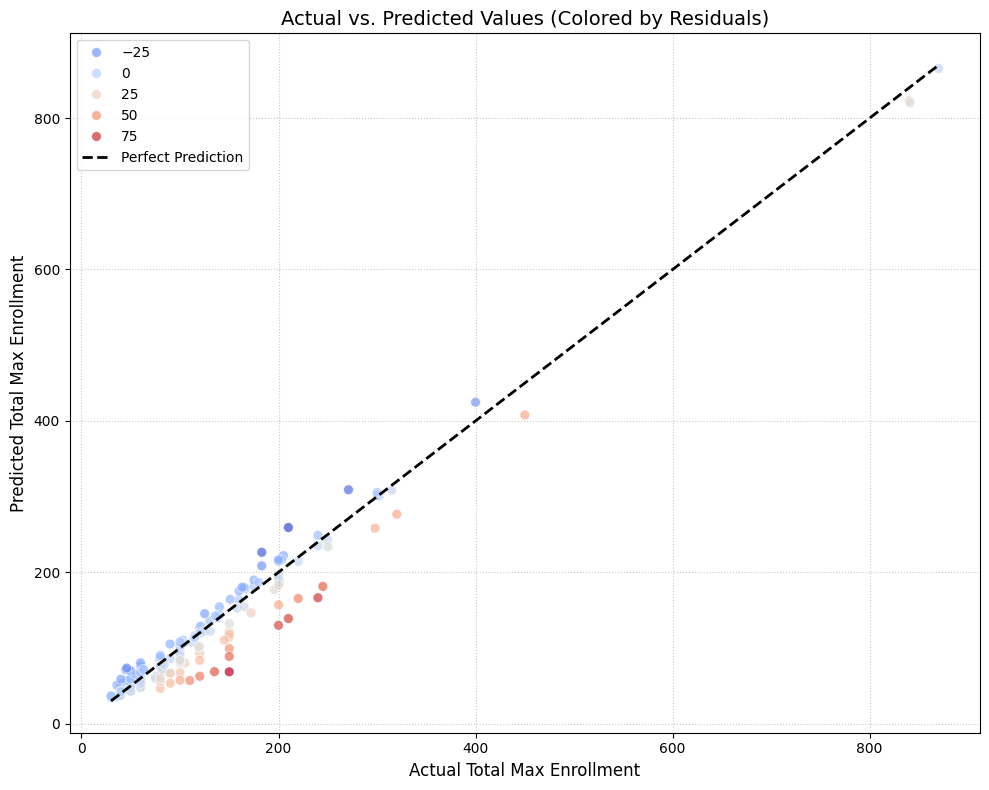 Actual vs. Predicted Values (Colored by Residuals)
−25
0
25
50
75
Perfect Prediction
Predicted Total Max Enrollment
800
600
400
200
0
0 200 400 600 800
Actual Total Max Enrollment